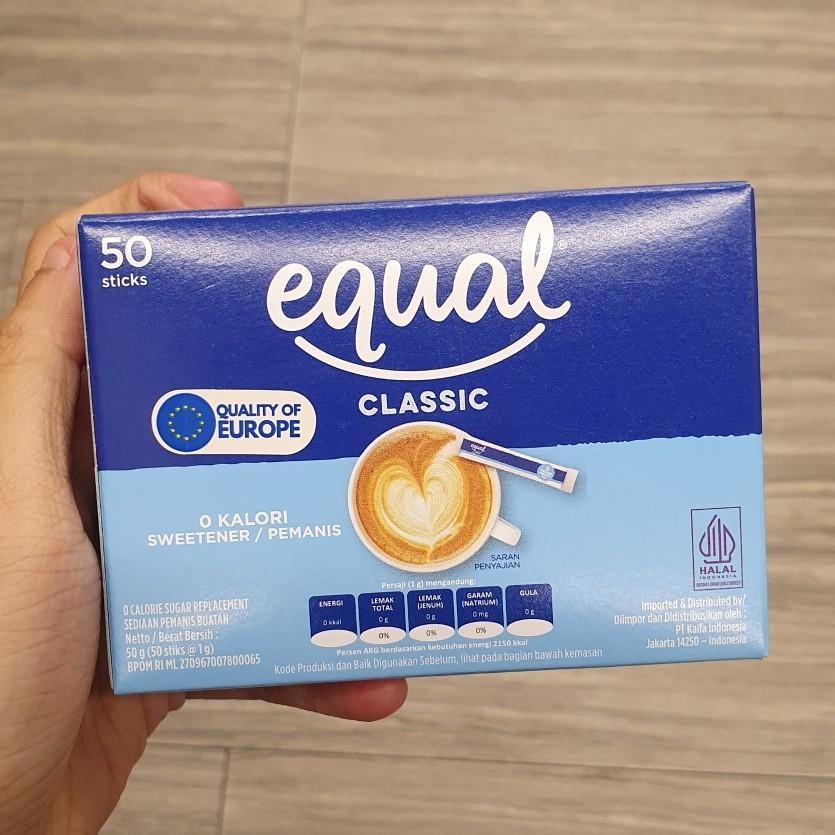 50
sticks
equal®
CLASSIC
QUALITY OF
EUROPE
equal
0 KALORI
SWEETENER / PEMANIS
SARAN
PENYAJIAN
HALAL
INDONESIA
Persaji (1 g) mengandung:
ENERGI
0 kkal
LEMAK
TOTAL
0 g
0%
LEMAK
(JENUH)
0 g
0%
GARAM
(NATRIUM)
0 mg
0%
GULA
0 g
Persen AKG berdasarkan kebutuhan energi 2150 kkal
0 CALORIE SUGAR REPLACEMENT
SEDIAAN PEMANIS BUATAN
Netto / Berat Bersih :
50 g (50 stiks @ 1 g)
BPOM RI ML 270967007800065
Kode Produksi dan Baik Digunakan Sebelum, lihat pada bagian bawah kemasan
Imported & Distributed by/
Diimpor dan Didistribusikan oleh :
PT Kaifa Indonesia
Jakarta 14250 – Indonesia